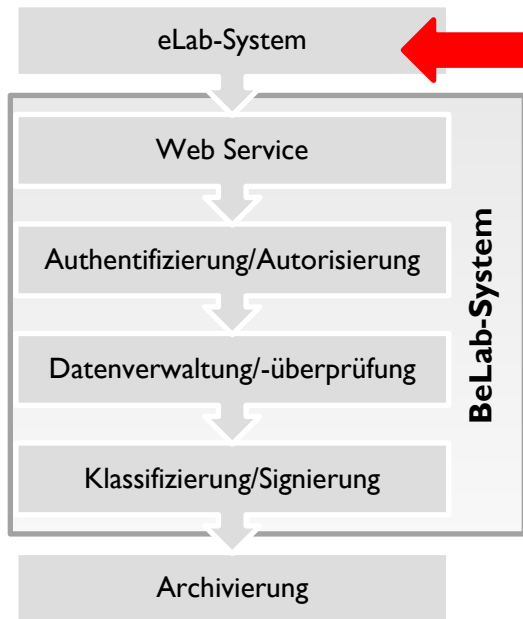 eLab-System
Web Service
Authentifizierung/Autorisierung
Datenverwaltung/-überprüfung
Klassifizierung/Signierung
BeLab-System
Archivierung